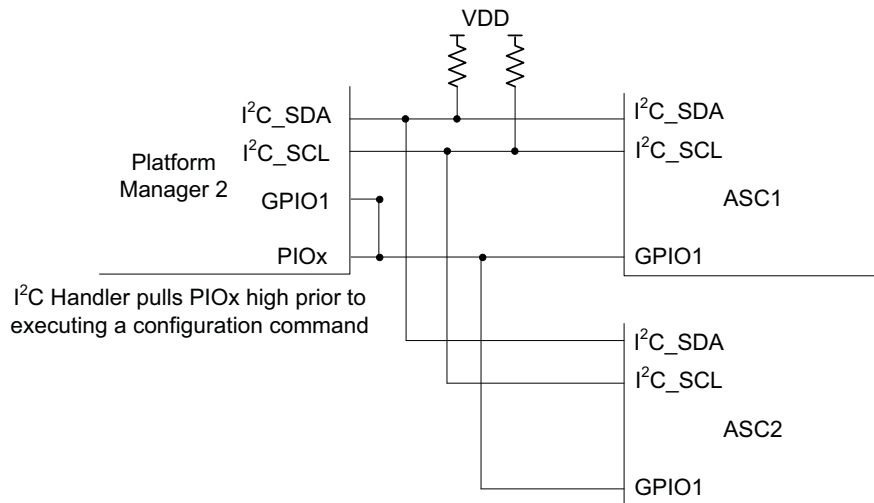 VDD
I²C_SDA
I²C_SCL
Platform
Manager 2
GPIO1
PIOx
I²C Handler pulls PIOx high prior to
executing a configuration command
I²C_SDA
I²C_SCL
ASC1
GPIO1
I²C_SDA
I²C_SCL
ASC2
GPIO1